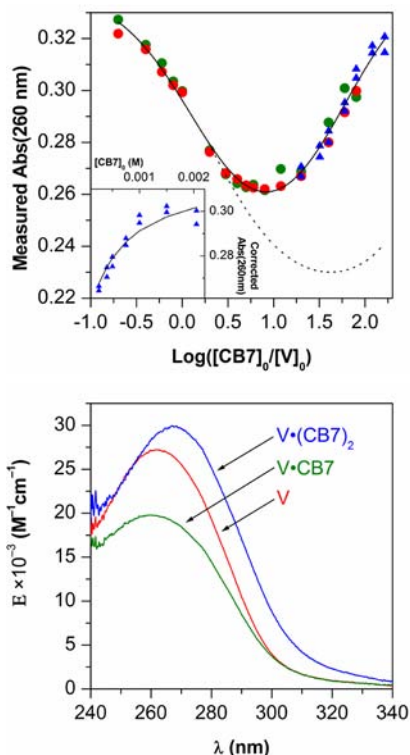 0.32
0.30
0.28
0.26
0.24
0.22
Measured Abs(260 nm)
-1.0 -0.5 0.0 0.5 1.0 1.5 2.0 2.5
Log([CB7]₀/[V]₀)
[CB7]₀ (M)
0.001 0.002
0.30
0.28
Corrected
Abs(260nm)
30
25
20
15
10
5
0
E ×10⁻³ (M⁻¹cm⁻¹)
V•(CB7)₂
V•CB7
V
240 260 280 300 320 340
λ (nm)